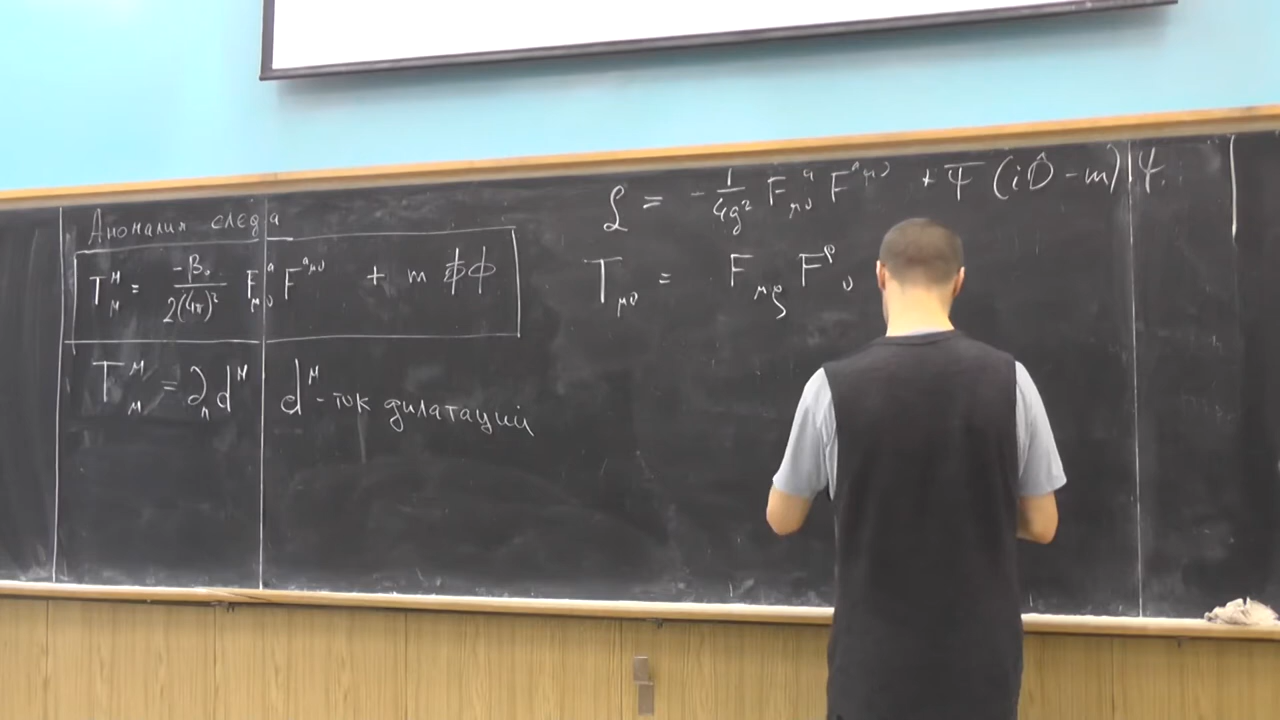 Аномалия следа
T^μ_μ = -β₀/2(4π)² F^a_μν F^aμν + m ϕ̄ϕ
T^μ_μ = ∂_μ d^μ d^μ - ток дилатаций
ℒ = -1/4g² F^a_μν F^aμν + Ψ̄ (iD̂ - m) Ψ.
T_μν = F_μρ F^ρ_ν